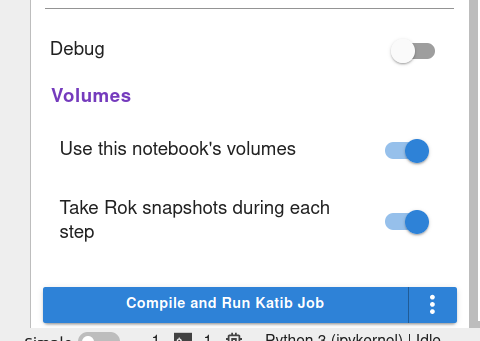 Debug
Volumes
Use this notebook's volumes
Take Rok snapshots during each
step
Compile and Run Katib Job
Simple 1 1 Python 3 (ipykernel) | Idle